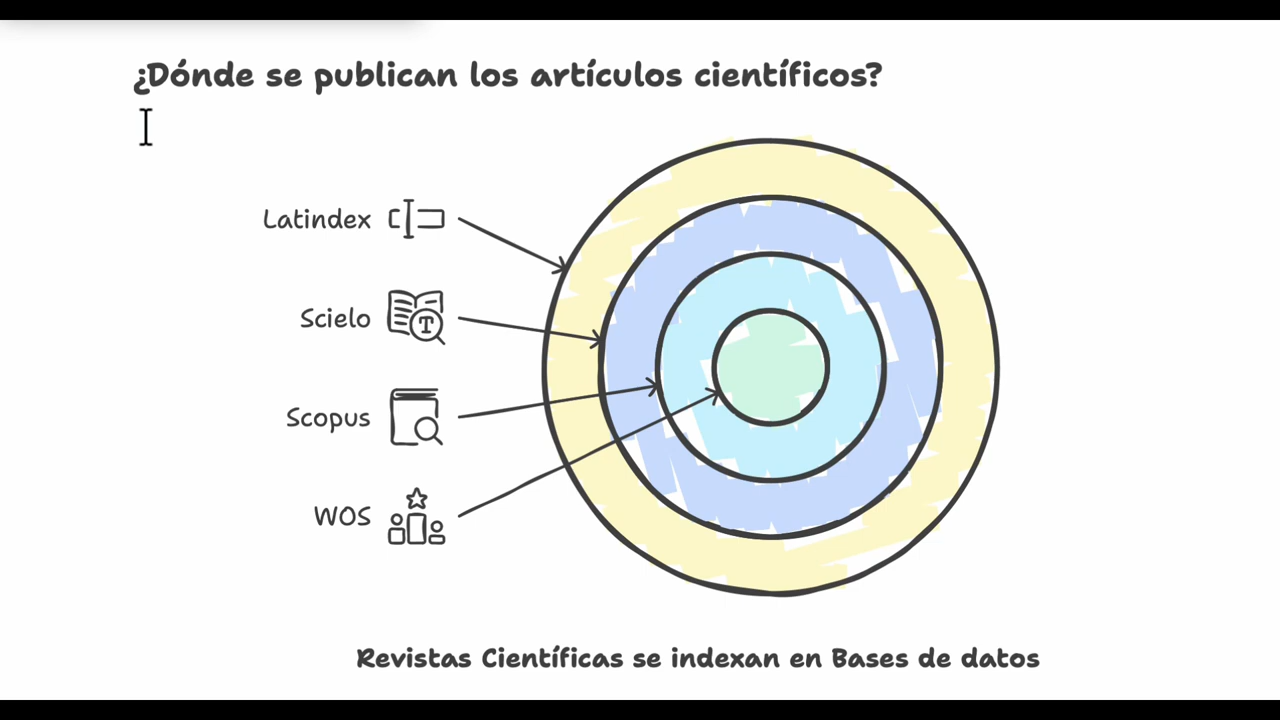 ¿Dónde se publican los artículos científicos?
Latindex
Scielo
Scopus
WOS
Revistas Científicas se indexan en Bases de datos